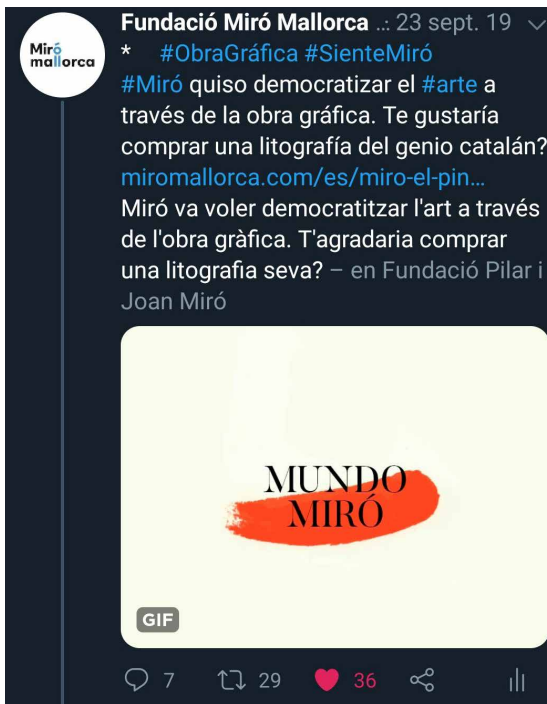 Miró
mallorca
Fundació Miró Mallorca ..: 23 sept. 19
* #ObraGráfica #SienteMiró
#Miró quiso democratizar el #arte a
través de la obra gráfica. Te gustaría
comprar una litografía del genio catalán?
miromallorca.com/es/miro-el-pin...
Miró va voler democratitzar l'art a través
de l'obra gràfica. T'agradaria comprar
una litografia seva? – en Fundació Pilar i
Joan Miró
MUNDO
MIRÓ
GIF
7 29 36